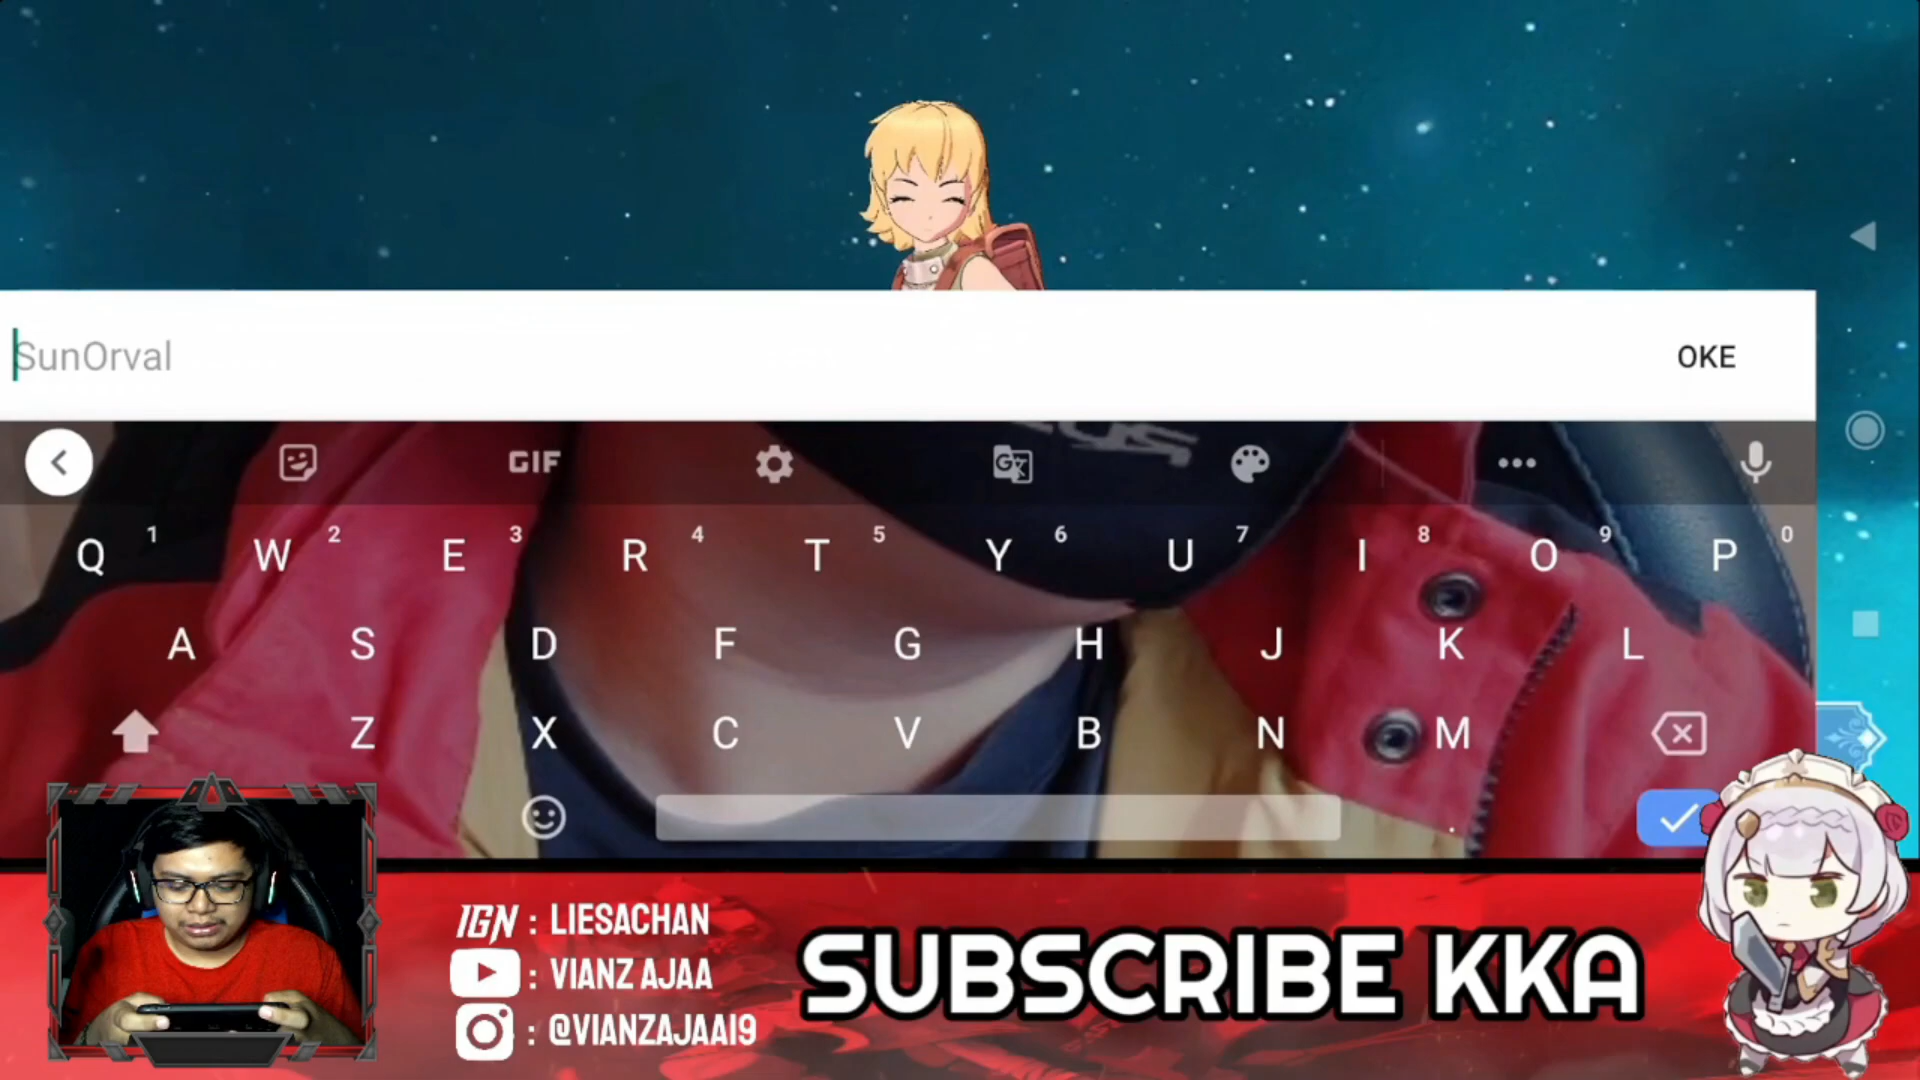 SunOrval
OKE
GIF
G
1 2 3 4 5 6 7 8 9 0
Q W E R T Y U I O P
A S D F G H J K L
Z X C V B N M
.
IGN : LIESACHAN
: VIANZ AJAA
: @VIANZAJAA19
SUBSCRIBE KKA